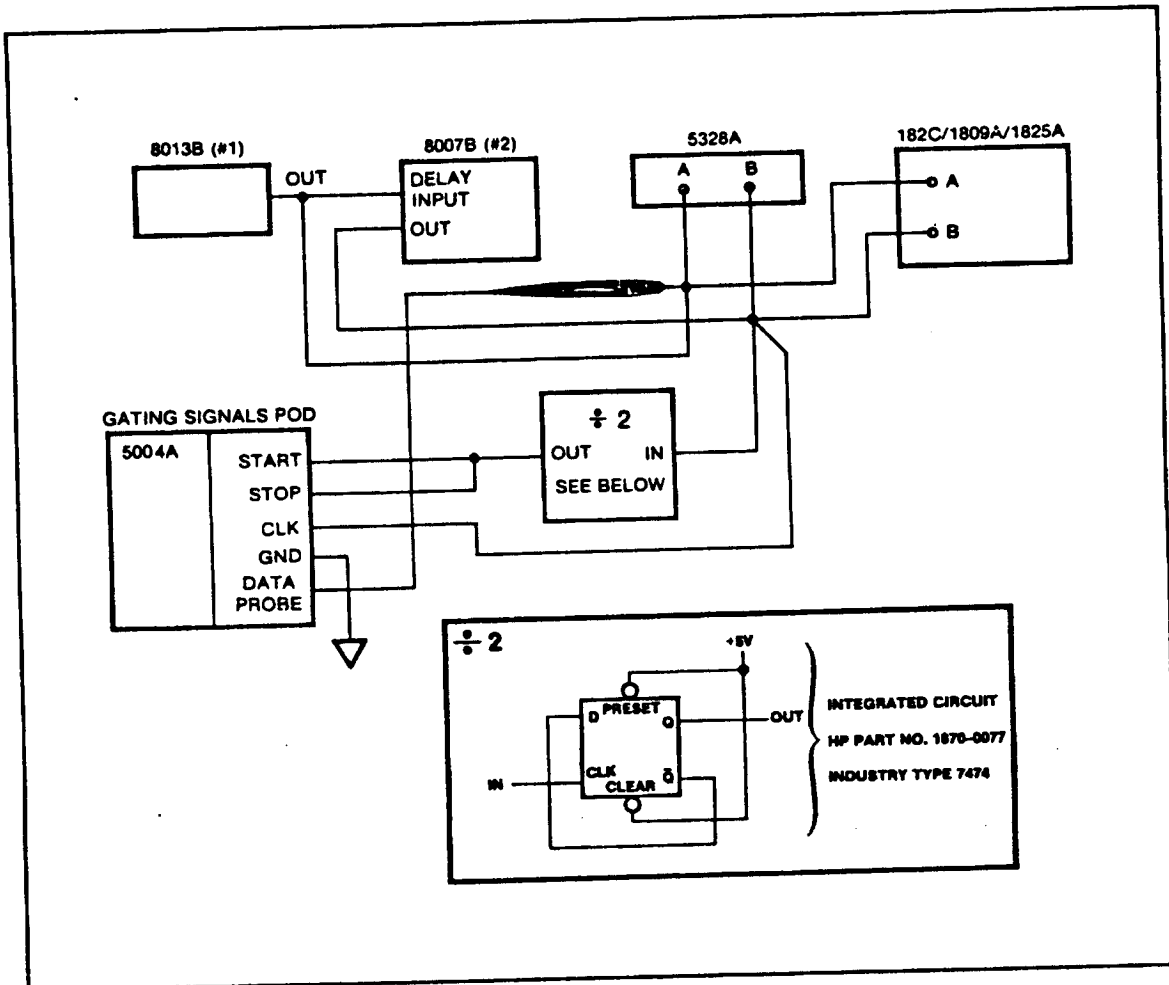 8013B (#1)
OUT
8007B (#2)
DELAY
INPUT
OUT
5328A
A B
182C/1809A/1825A
A
B
GATING SIGNALS POD
5004A
START
STOP
CLK
GND
DATA
PROBE
÷ 2
OUT IN
SEE BELOW
÷ 2
+5V
PRESET
D
Q
CLK
CLEAR
Q̅
IN
OUT
INTEGRATED CIRCUIT
HP PART NO. 1870-0077
INDUSTRY TYPE 7474